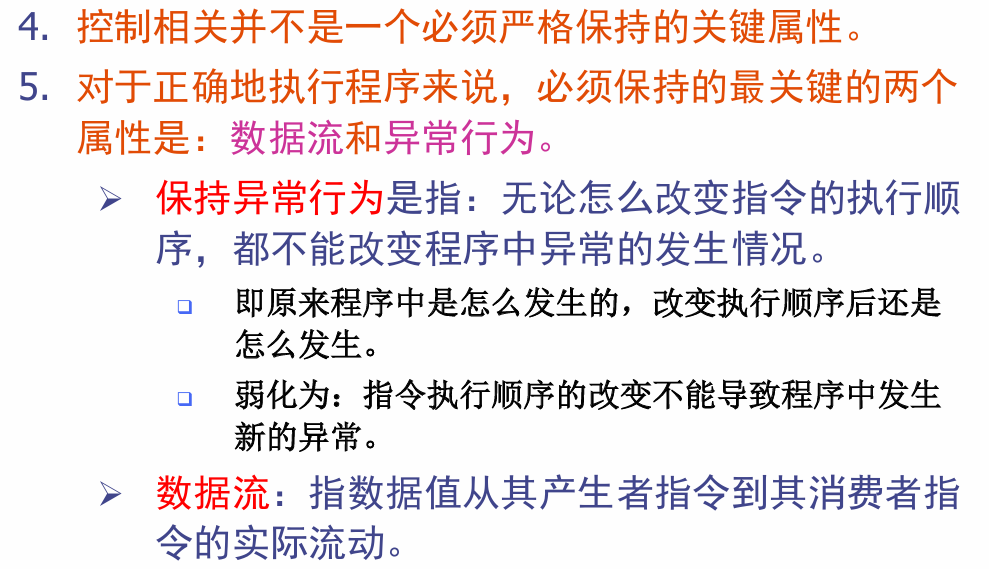 4. 控制相关并不是一个必须严格保持的关键属性。
5. 对于正确地执行程序来说，必须保持的最关键的两个
属性是：数据流和异常行为。
➢ 保持异常行为是指：无论怎么改变指令的执行顺
序，都不能改变程序中异常的发生情况。
❑ 即原来程序中是怎么发生的，改变执行顺序后还是
怎么发生。
❑ 弱化为：指令执行顺序的改变不能导致程序中发生
新的异常。
➢ 数据流：指数据值从其产生者指令到其消费者指
令的实际流动。